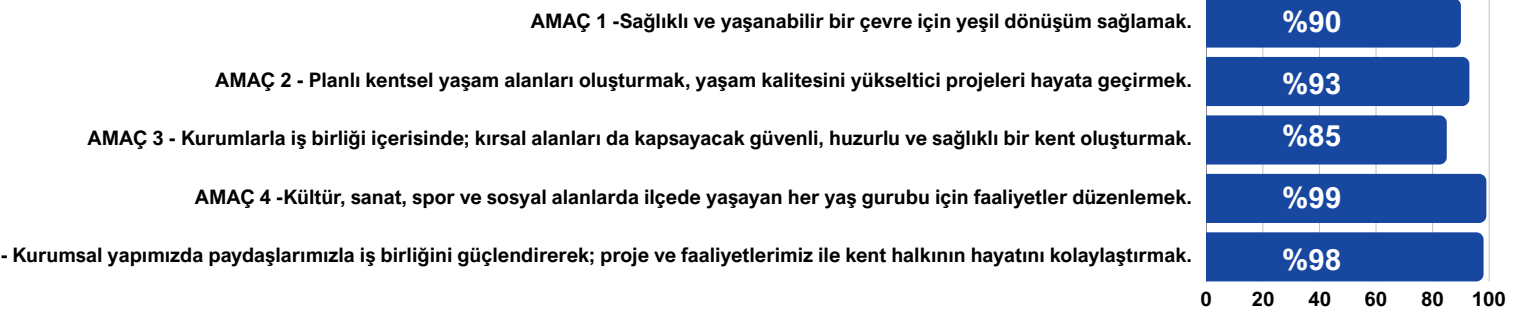 AMAÇ 1 -Sağlıklı ve yaşanabilir bir çevre için yeşil dönüşüm sağlamak. %90
AMAÇ 2 - Planlı kentsel yaşam alanları oluşturmak, yaşam kalitesini yükseltici projeleri hayata geçirmek. %93
AMAÇ 3 - Kurumlarla iş birliği içerisinde; kırsal alanları da kapsayacak güvenli, huzurlu ve sağlıklı bir kent oluşturmak. %85
AMAÇ 4 -Kültür, sanat, spor ve sosyal alanlarda ilçede yaşayan her yaş gurubu için faaliyetler düzenlemek. %99
- Kurumsal yapımızda paydaşlarımızla iş birliğini güçlendirerek; proje ve faaliyetlerimiz ile kent halkının hayatını kolaylaştırmak. %98
0 20 40 60 80 100